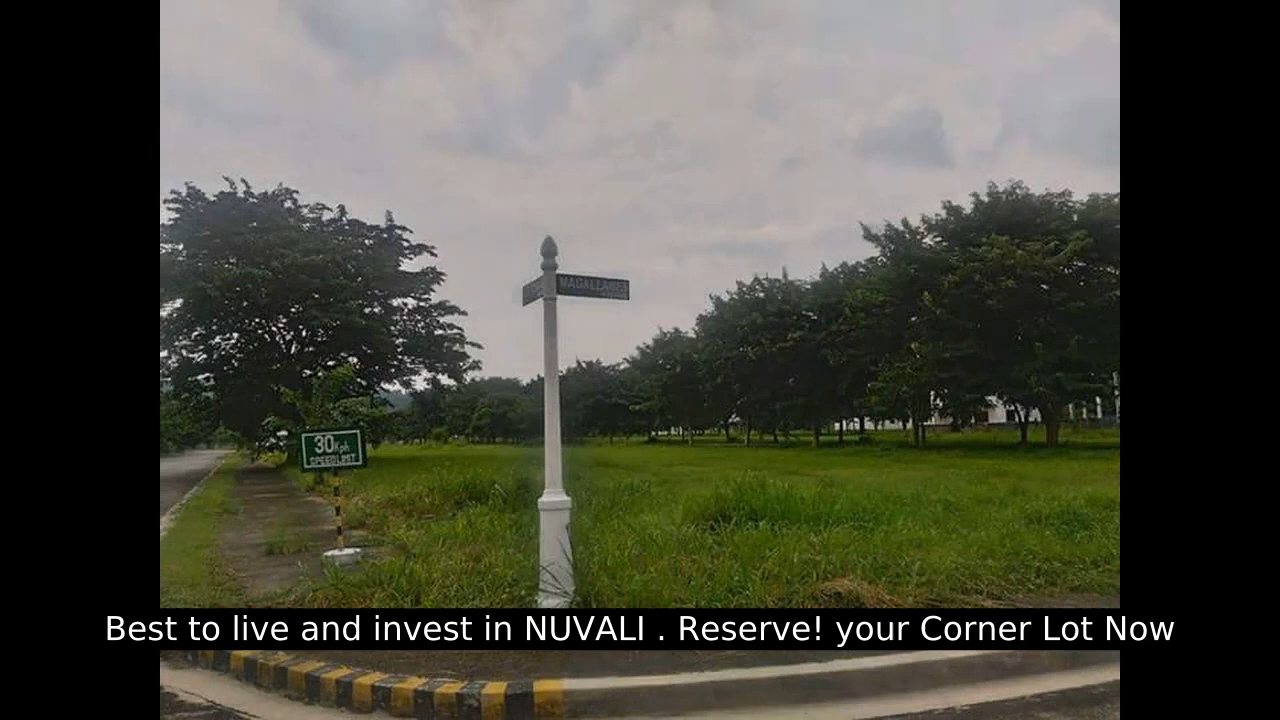 MAGALLANES
30Kph
SPEED LIMIT
Best to live and invest in NUVALI . Reserve! your Corner Lot Now